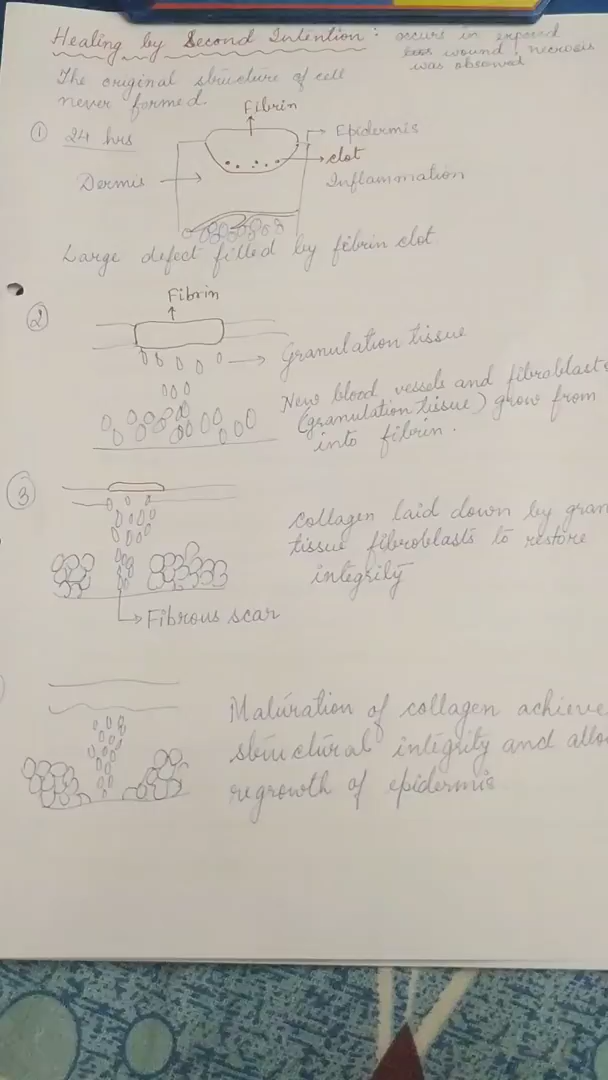 Healing by Second Intention : occurs in exposed
wound, necrosis
was observed
The original structure of cell
never formed.
Fibrin
① 24 hrs
Epidermis
clot
Dermis
Inflammation
Large defect filled by fibrin clot
②
Fibrin
Granulation tissue
New blood vessels and fibroblasts
(granulation tissue) grow from
into fibrin.
③
Collagen laid down by gran
tissue fibroblasts to restore
integrity
Fibrous scar
Maturation of collagen achieve
structural integrity and allo
regrowth of epidermis